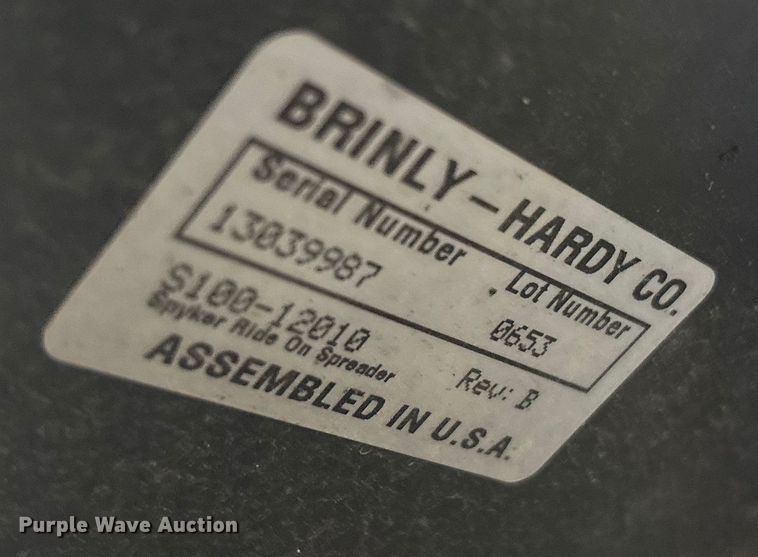 BRINLY-HARDY CO.
Serial Number Lot Number
13039987 0653
S100-12010
Spyker Ride On Spreader Rev: B
ASSEMBLED IN U.S.A.
Purple Wave Auction